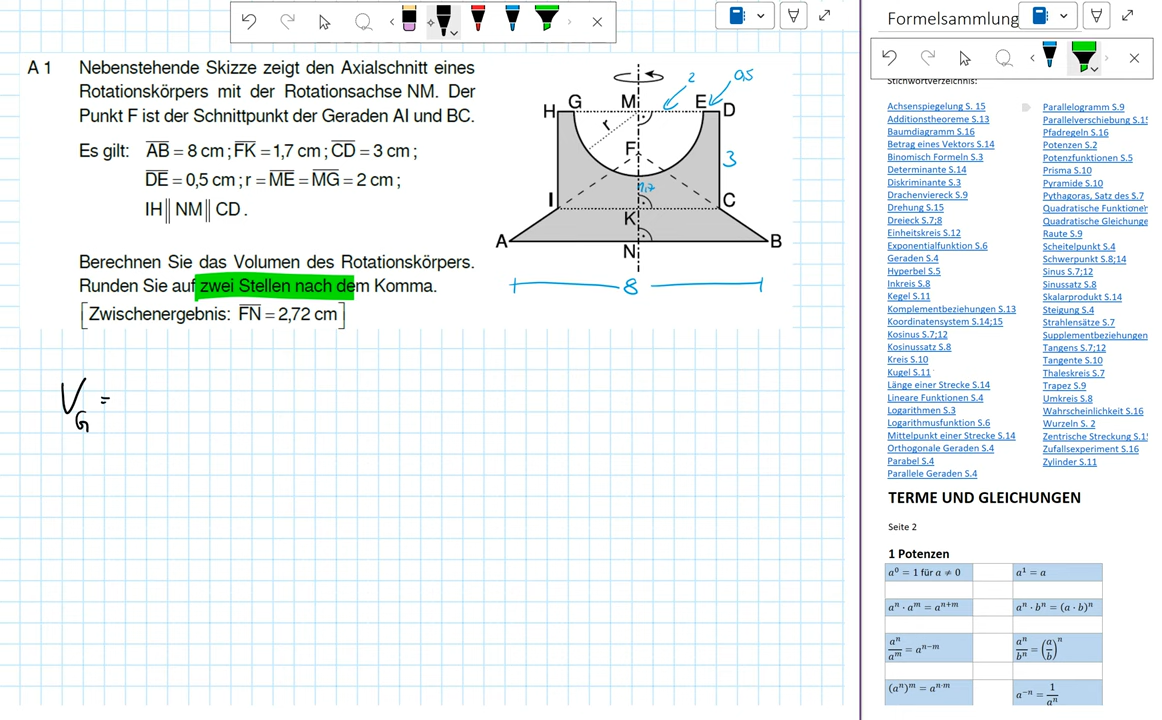 Formelsammlung
A 1 Nebenstehende Skizze zeigt den Axialschnitt eines
Rotationskörpers mit der Rotationsachse NM. Der
Punkt F ist der Schnittpunkt der Geraden AI und BC.
Es gilt: AB = 8 cm ; FK = 1,7 cm ; CD = 3 cm ;
DE = 0,5 cm ; r = ME = MG = 2 cm ;
IH || NM || CD .
Berechnen Sie das Volumen des Rotationskörpers.
Runden Sie auf zwei Stellen nach dem Komma.
[Zwischenergebnis: FN = 2,72 cm]
2 0,5
H G M E D
r
F 3
1,7
I C
K
A B
N
8
V_G =
Stichwortverzeichnis:
Achsenspiegelung S. 15
Additionstheoreme S.13
Baumdiagramm S.16
Betrag eines Vektors S.14
Binomisch Formeln S.3
Determinante S.14
Diskriminante S.3
Drachenviereck S.9
Drehung S.15
Dreieck S.7;8
Einheitskreis S.12
Exponentialfunktion S.6
Geraden S.4
Hyperbel S.5
Inkreis S.8
Kegel S.11
Komplementbeziehungen S.13
Koordinatensystem S.14;15
Kosinus S.7;12
Kosinussatz S.8
Kreis S.10
Kugel S.11
Länge einer Strecke S.14
Lineare Funktionen S.4
Logarithmen S.3
Logarithmusfunktion S.6
Mittelpunkt einer Strecke S.14
Orthogonale Geraden S.4
Parabel S.4
Parallele Geraden S.4
Parallelogramm S.9
Parallelverschiebung S.1
Pfadregeln S.16
Potenzen S.2
Potenzfunktionen S.5
Prisma S.10
Pyramide S.10
Pythagoras, Satz des S.7
Quadratische Funktione
Quadratische Gleichunge
Raute S.9
Scheitelpunkt S.4
Schwerpunkt S.8;14
Sinus S.7;12
Sinussatz S.8
Skalarprodukt S.14
Steigung S.4
Strahlensätze S.7
Supplementbeziehungen
Tangens S.7;12
Tangente S.10
Thaleskreis S.7
Trapez S.9
Umkreis S.8
Wahrscheinlichkeit S.16
Wurzeln S. 2
Zentrische Streckung S.1
Zufallsexperiment S.16
Zylinder S.11
TERME UND GLEICHUNGEN
Seite 2
1 Potenzen
a⁰ = 1 für a ≠ 0 a¹ = a
aⁿ · aᵐ = aⁿ⁺ᵐ aⁿ · bⁿ = (a · b)ⁿ
aⁿ/aᵐ = aⁿ⁻ᵐ aⁿ/bⁿ = (a/b)ⁿ
(aⁿ)ᵐ = aⁿ·ᵐ a⁻ⁿ = 1/aⁿ